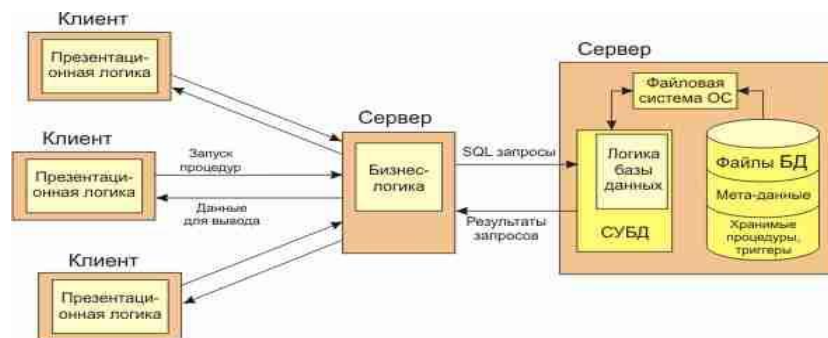 Клиент
Презентаци-
онная логика
Клиент
Презентаци-
онная логика
Клиент
Презентаци-
онная логика
Запуск
процедур
Данные
для вывода
Сервер
Бизнес-
логика
SQL запросы
Результаты
запросов
Сервер
Файловая
система ОС
Логика
базы
данных
СУБД
Файлы БД
Мета-данные
Хранимые
процедуры,
триггеры